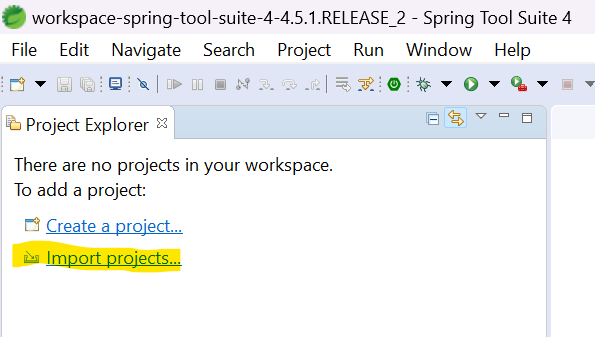 workspace-spring-tool-suite-4-4.5.1.RELEASE_2 - Spring Tool Suite 4
File Edit Navigate Search Project Run Window Help
Project Explorer
There are no projects in your workspace.
To add a project:
Create a project...
Import projects...